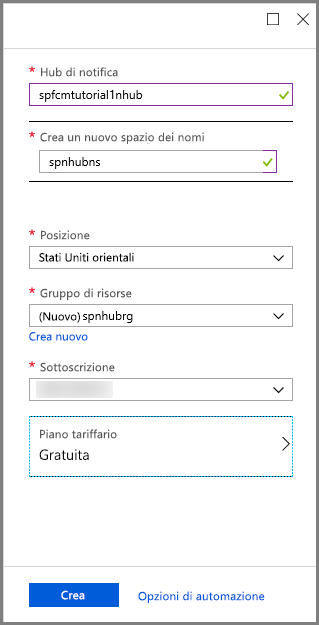 * Hub di notifica
spfcmtutorial1nhub
* Crea un nuovo spazio dei nomi
spnhubns
* Posizione
Stati Uniti orientali
* Gruppo di risorse
(Nuovo) spnhubrg
Crea nuovo
* Sottoscrizione
Piano tariffario
Gratuita
Crea
Opzioni di automazione